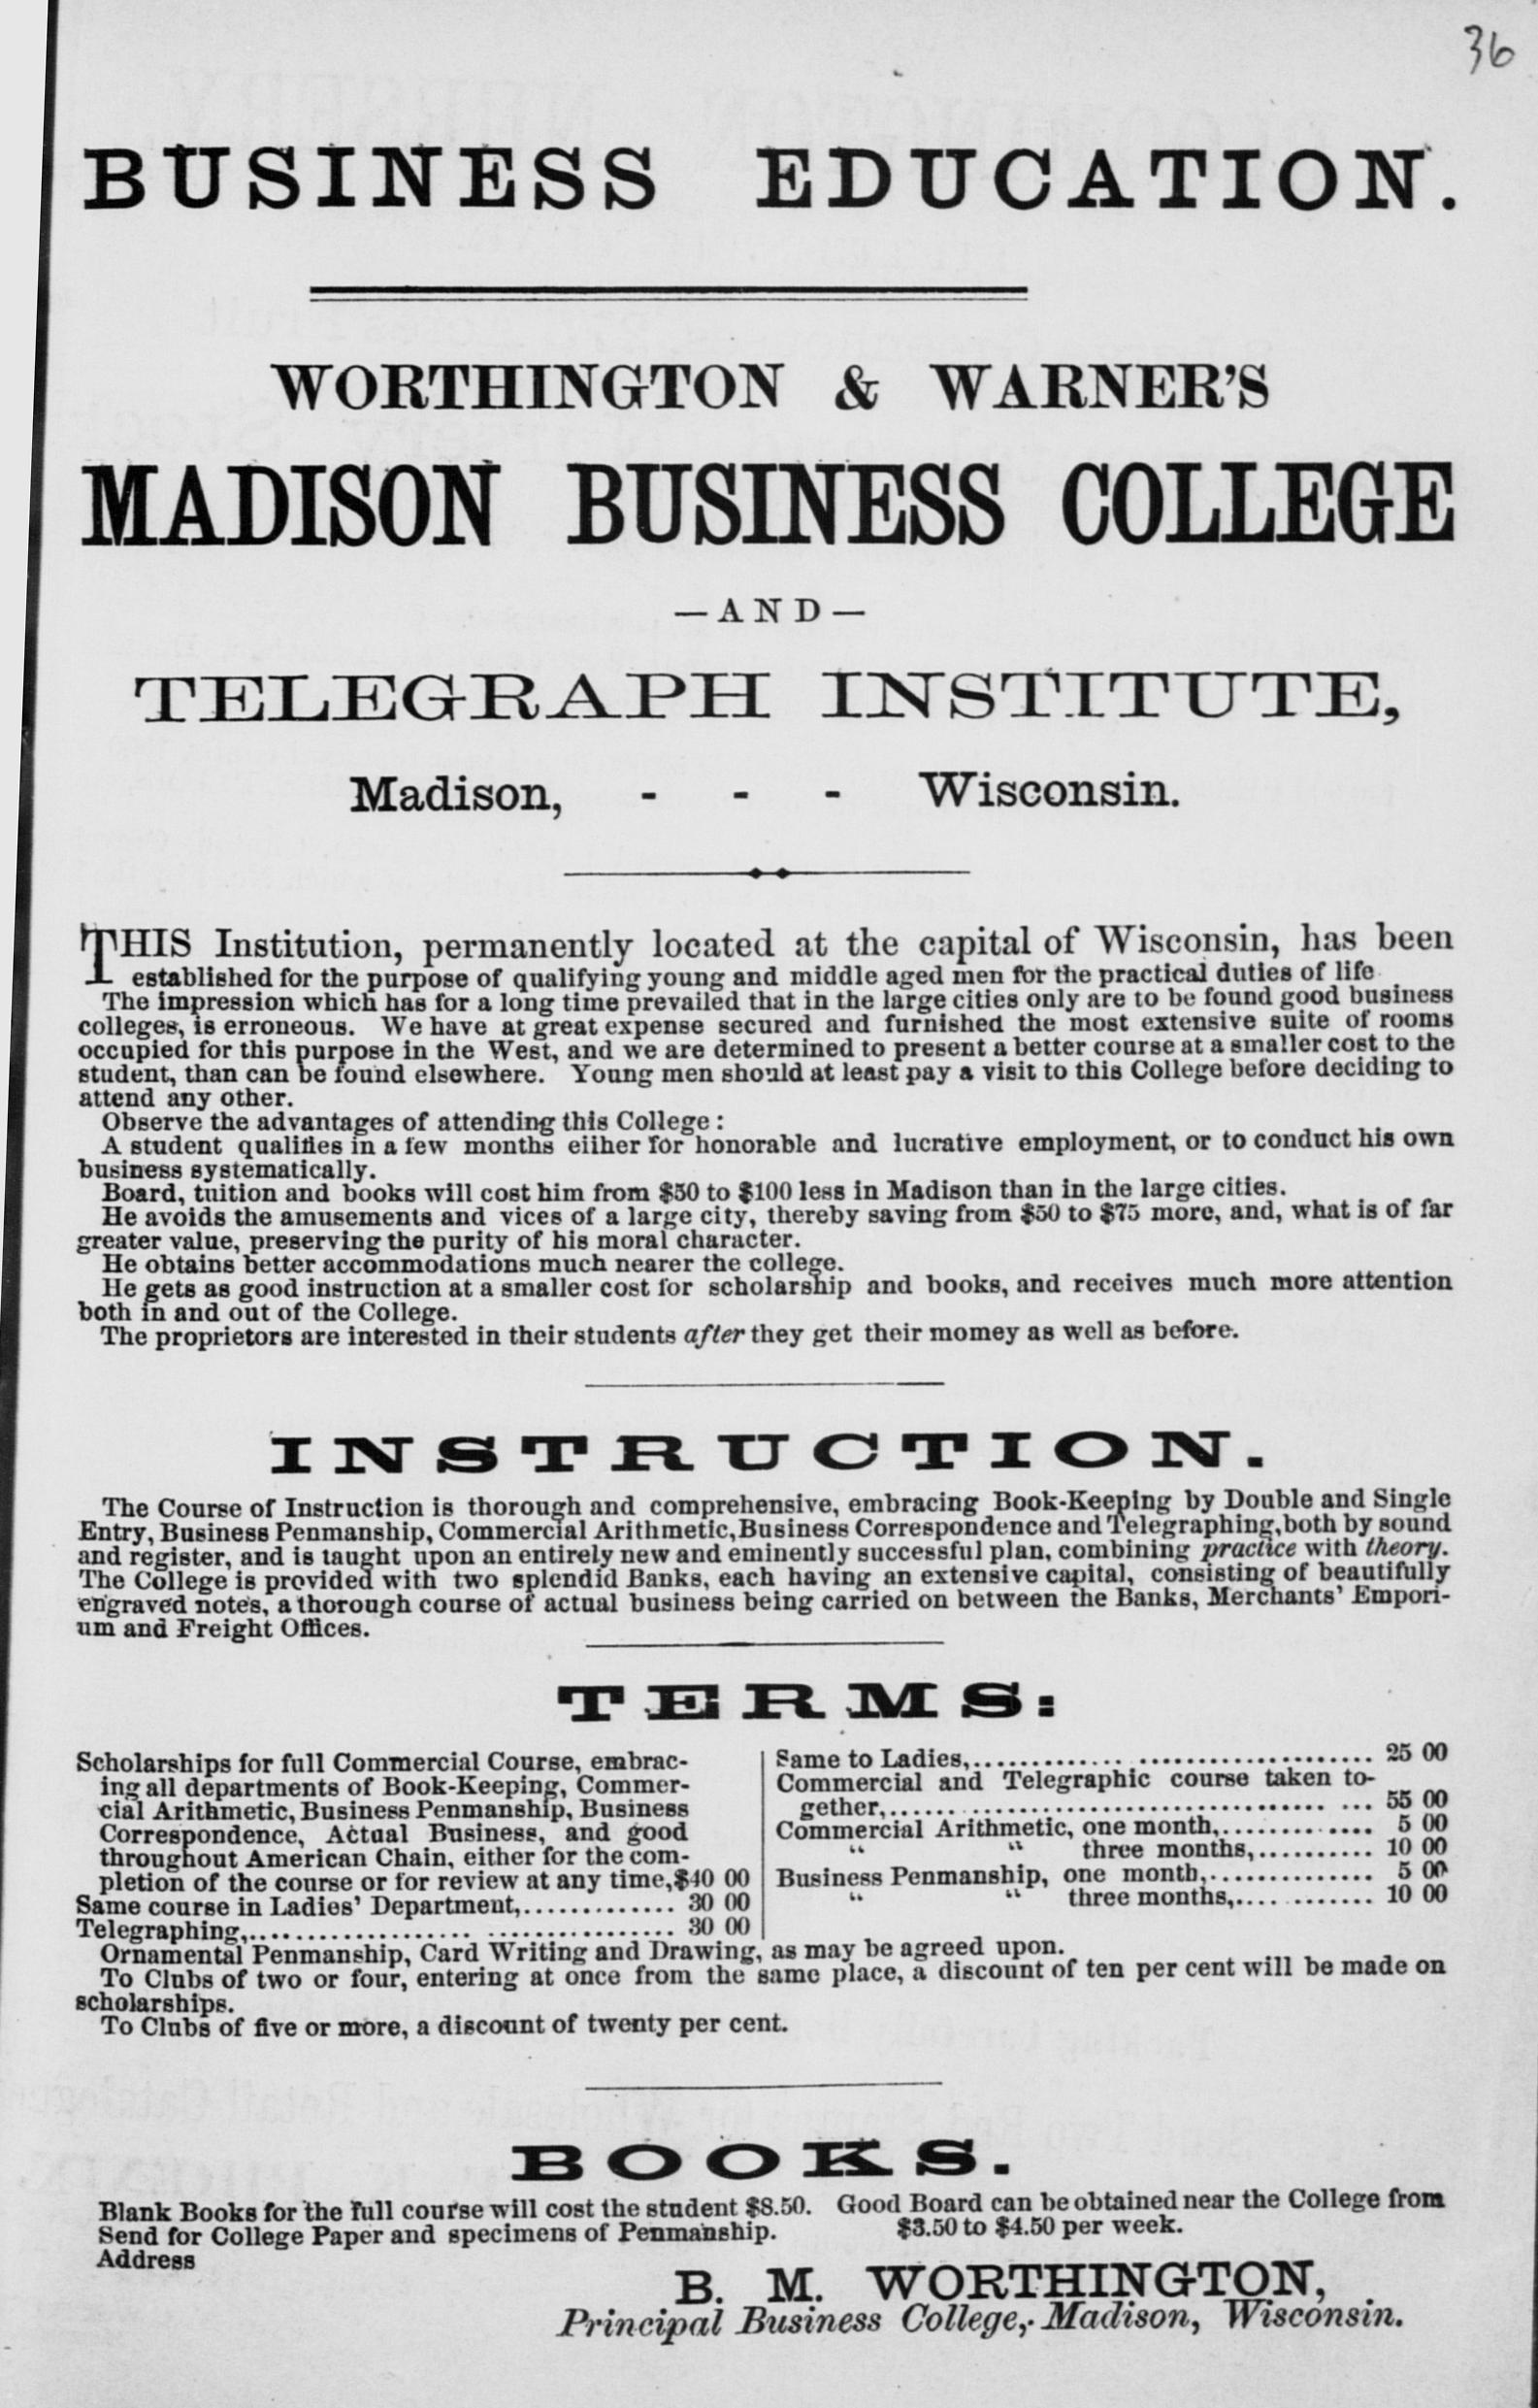 36
BUSINESS EDUCATION.
WORTHINGTON & WARNER'S
MADISON BUSINESS COLLEGE
—AND—
TELEGRAPH INSTITUTE,
Madison, - - - Wisconsin.
THIS Institution, permanently located at the capital of Wisconsin, has been
established for the purpose of qualifying young and middle aged men for the practical duties of life
The impression which has for a long time prevailed that in the large cities only are to be found good business
colleges, is erroneous. We have at great expense secured and furnished the most extensive suite of rooms
occupied for this purpose in the West, and we are determined to present a better course at a smaller cost to the
student, than can be found elsewhere. Young men should at least pay a visit to this College before deciding to
attend any other.
Observe the advantages of attending this College:
A student qualifies in a few months eiiher for honorable and lucrative employment, or to conduct his own
business systematically.
Board, tuition and books will cost him from $50 to $100 less in Madison than in the large cities.
He avoids the amusements and vices of a large city, thereby saving from $50 to $75 more, and, what is of far
greater value, preserving the purity of his moral character.
He obtains better accommodations much nearer the college.
He gets as good instruction at a smaller cost for scholarship and books, and receives much more attention
both in and out of the College.
The proprietors are interested in their students after they get their momey as well as before.
INSTRUCTION.
The Course of Instruction is thorough and comprehensive, embracing Book-Keeping by Double and Single
Entry, Business Penmanship, Commercial Arithmetic, Business Correspondence and Telegraphing, both by sound
and register, and is taught upon an entirely new and eminently successful plan, combining practice with theory.
The College is provided with two splendid Banks, each having an extensive capital, consisting of beautifully
engraved notes, a thorough course of actual business being carried on between the Banks, Merchants' Empori-
um and Freight Offices.
TERMS:
Scholarships for full Commercial Course, embrac-
ing all departments of Book-Keeping, Commer-
cial Arithmetic, Business Penmanship, Business
Correspondence, Actual Business, and good
throughout American Chain, either for the com-
pletion of the course or for review at any time, $40 00
Same course in Ladies' Department,.............. 30 00
Telegraphing,.................................... 30 00
Same to Ladies,.................................... 25 00
Commercial and Telegraphic course taken to-
gether,.......................................... 55 00
Commercial Arithmetic, one month,.............. 5 00
" " three months,........... 10 00
Business Penmanship, one month,............... 5 00
" " three months,............. 10 00
Ornamental Penmanship, Card Writing and Drawing, as may be agreed upon.
To Clubs of two or four, entering at once from the same place, a discount of ten per cent will be made on
scholarships.
To Clubs of five or more, a discount of twenty per cent.
BOOKS.
Blank Books for the full course will cost the student $8.50. Good Board can be obtained near the College from
Send for College Paper and specimens of Penmanship. $3.50 to $4.50 per week.
Address
B. M. WORTHINGTON,
Principal Business College, Madison, Wisconsin.